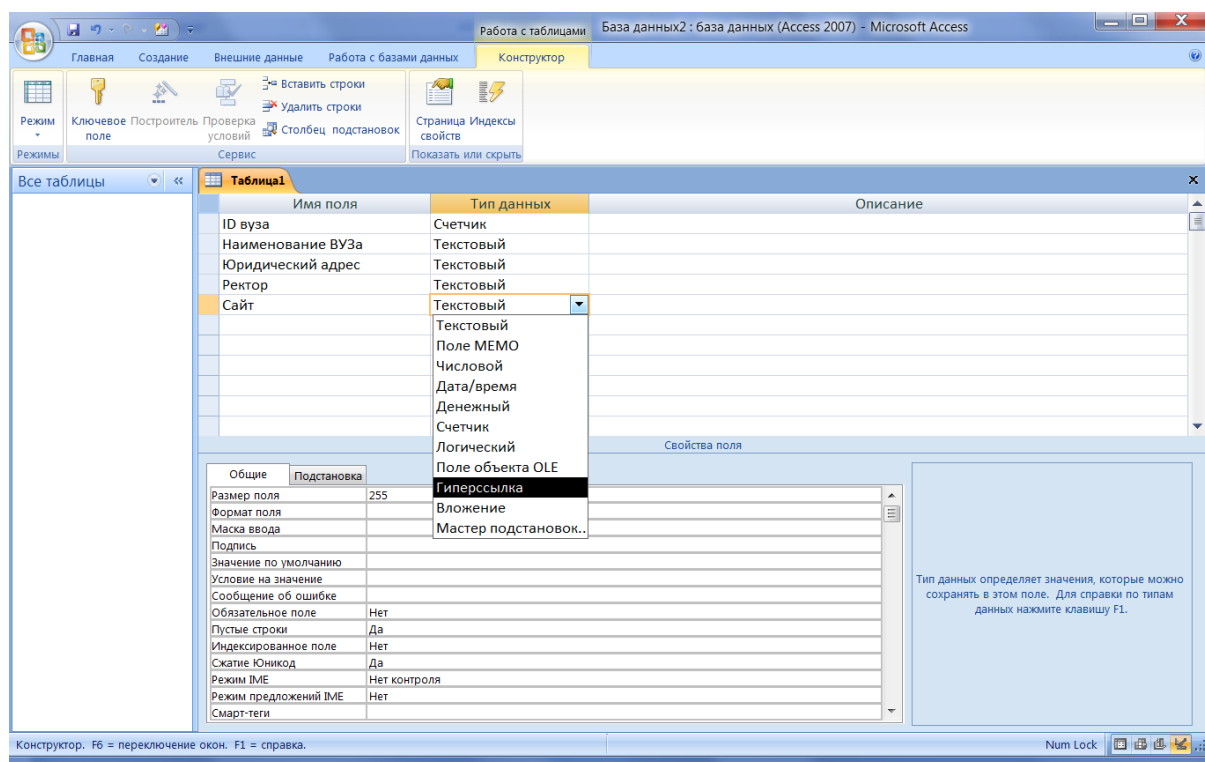 Работа с таблицами База данных2 : база данных (Access 2007) - Microsoft Access
Главная Создание Внешние данные Работа с базами данных Конструктор
Режим
Ключевое поле
Построитель
Проверка условий
Вставить строки
Удалить строки
Столбец подстановок
Страница свойств
Индексы
Режимы Сервис Показать или скрыть
Все таблицы
Таблица1
Имя поля Тип данных Описание
ID вуза Счетчик
Наименование ВУЗа Текстовый
Юридический адрес Текстовый
Ректор Текстовый
Сайт Текстовый
Текстовый
Поле МЕМО
Числовой
Дата/время
Денежный
Счетчик
Логический
Поле объекта OLE
Гиперссылка
Вложение
Мастер подстановок..
Свойства поля
Общие Подстановка
Размер поля 255
Формат поля
Маска ввода
Подпись
Значение по умолчанию
Условие на значение
Сообщение об ошибке
Обязательное поле Нет
Пустые строки Да
Индексированное поле Нет
Сжатие Юникод Да
Режим IME Нет контроля
Режим предложений IME Нет
Смарт-теги
Тип данных определяет значения, которые можно
сохранять в этом поле. Для справки по типам
данных нажмите клавишу F1.
Конструктор. F6 = переключение окон. F1 = справка. Num Lock